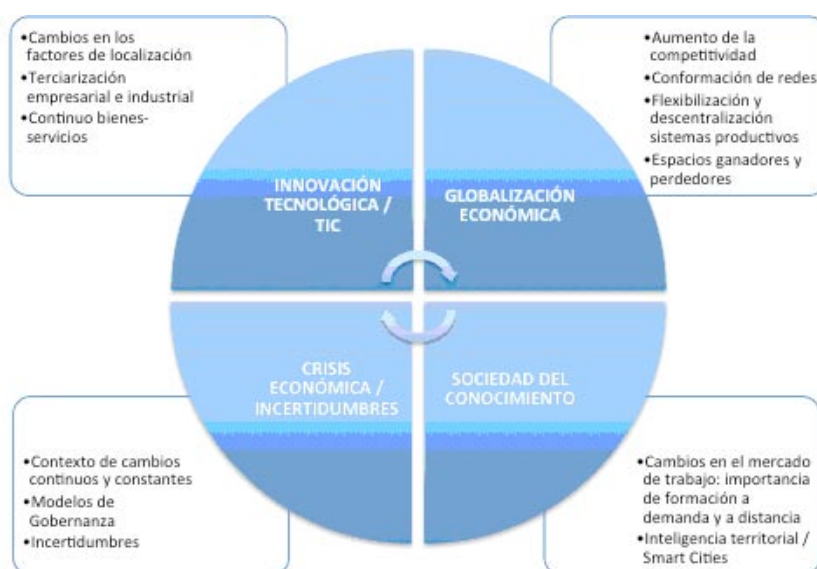 •Cambios en los
factores de localización
•Terciarización
empresarial e industrial
•Continuo bienes-
servicios
•Aumento de la
competitividad
•Conformación de redes
•Flexibilización y
descentralización
sistemas productivos
•Espacios ganadores y
perdedores
INNOVACIÓN
TECNOLÓGICA /
TIC
GLOBALIZACIÓN
ECONÓMICA
CRISIS
ECONÓMICA /
INCERTIDUMBRES
SOCIEDAD DEL
CONOCIMIENTO
•Contexto de cambios
continuos y constantes
•Modelos de
Gobernanza
•Incertidumbres
•Cambios en el mercado
de trabajo: importancia
de formación a
demanda y a distancia
•Inteligencia territorial /
Smart Cities